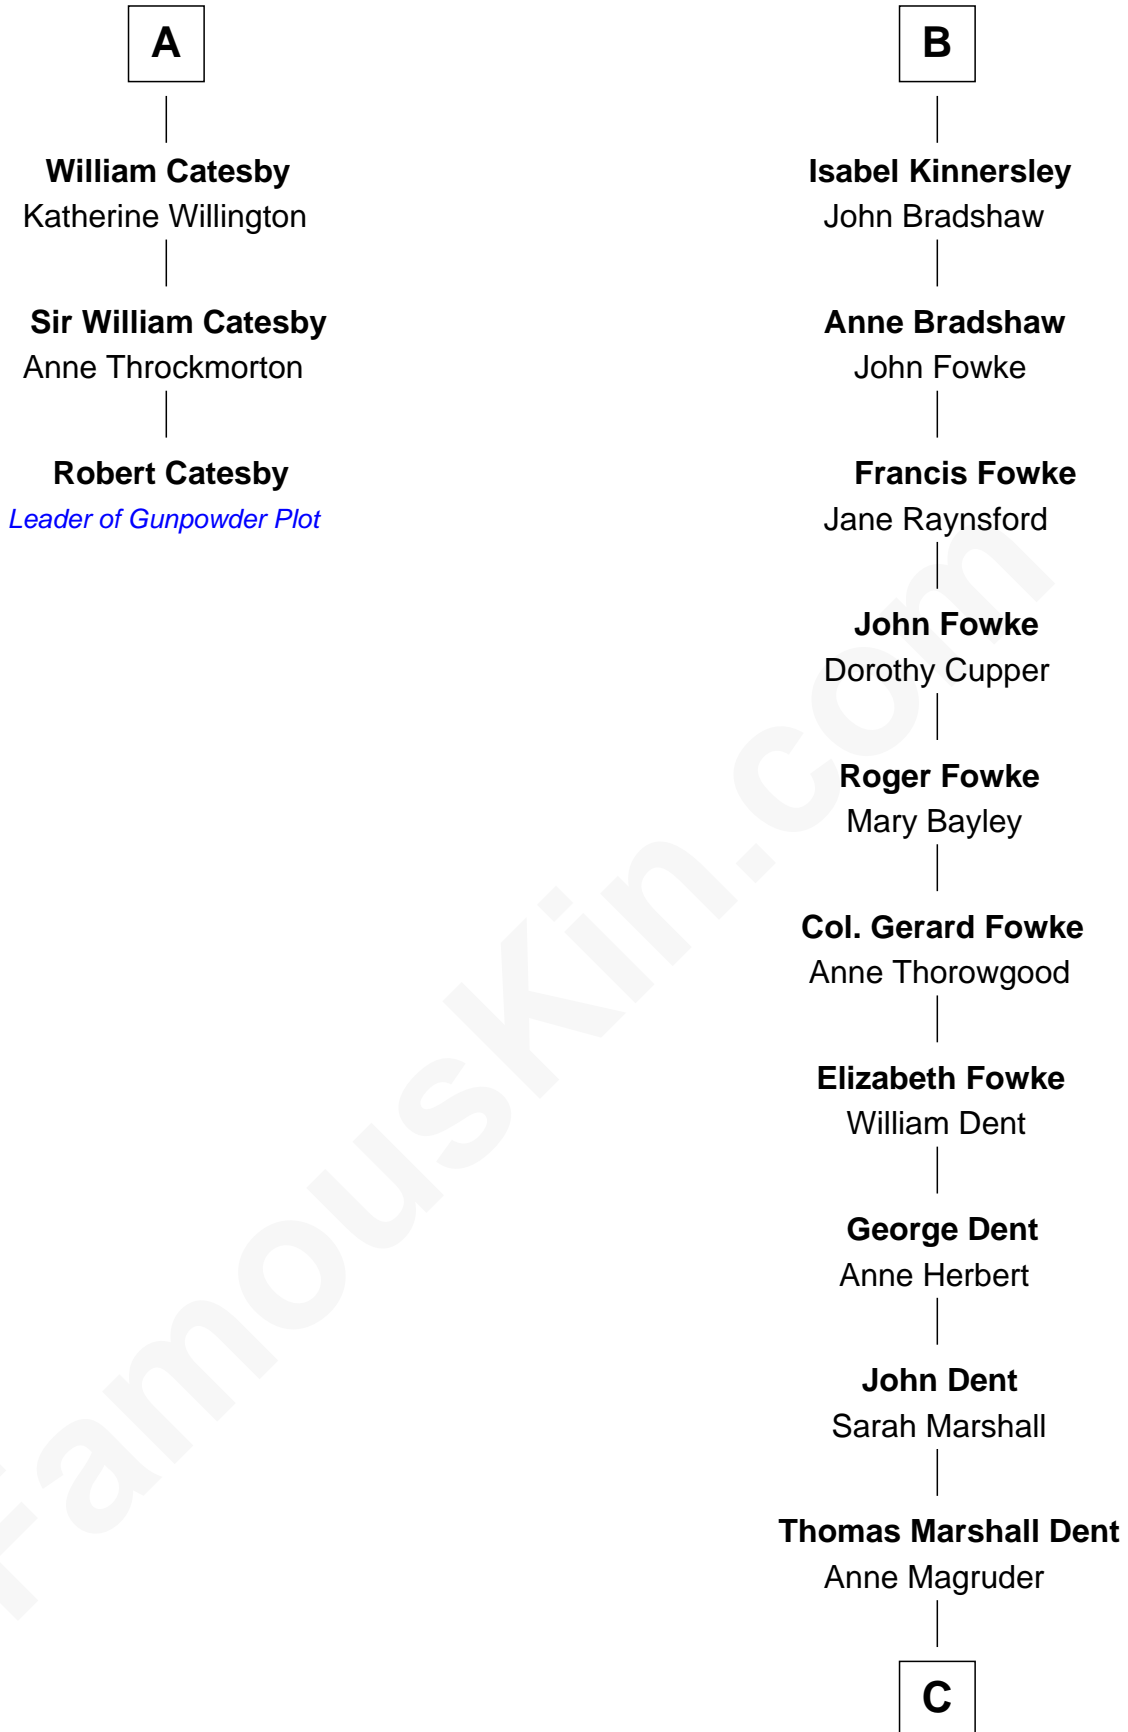 A
William Catesby
Katherine Willington
Sir William Catesby
Anne Throckmorton
Robert Catesby
Leader of Gunpowder Plot
B
Isabel Kinnersley
John Bradshaw
Anne Bradshaw
John Fowke
Francis Fowke
Jane Raynsford
John Fowke
Dorothy Cupper
Roger Fowke
Mary Bayley
Col. Gerard Fowke
Anne Thorowgood
Elizabeth Fowke
William Dent
George Dent
Anne Herbert
John Dent
Sarah Marshall
Thomas Marshall Dent
Anne Magruder
C
FamousKin.com